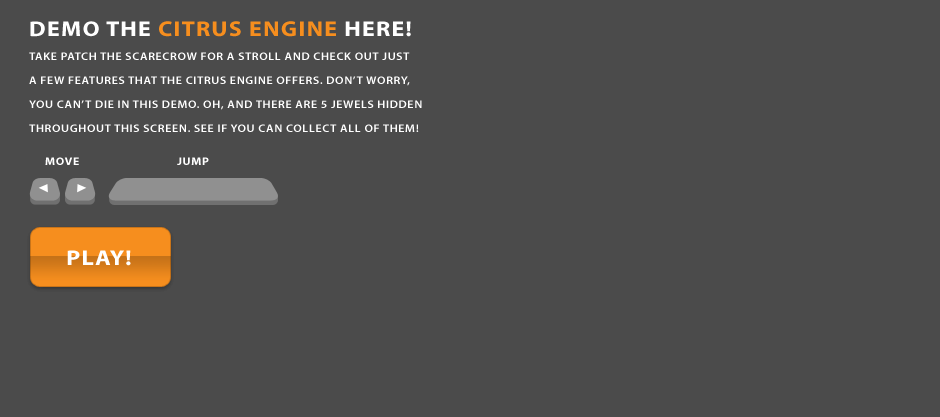 DEMO THE CITRUS ENGINE HERE!
TAKE PATCH THE SCARECROW FOR A STROLL AND CHECK OUT JUST
A FEW FEATURES THAT THE CITRUS ENGINE OFFERS. DON'T WORRY,
YOU CAN'T DIE IN THIS DEMO. OH, AND THERE ARE 5 JEWELS HIDDEN
THROUGHOUT THIS SCREEN. SEE IF YOU CAN COLLECT ALL OF THEM!
MOVE JUMP
PLAY!